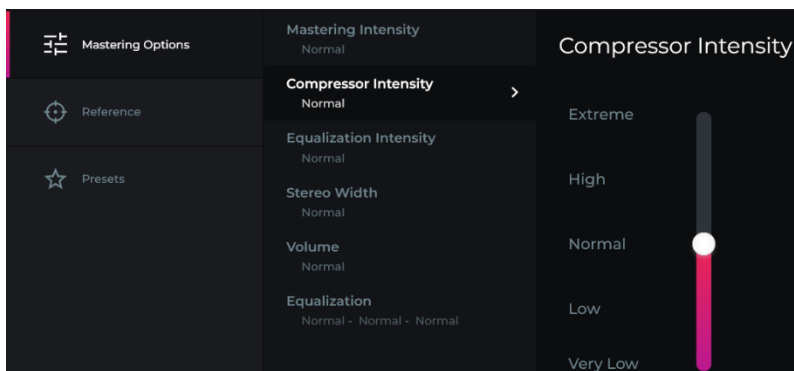 Mastering Options
Reference
Presets
Mastering Intensity
Normal
Compressor Intensity
Normal
Equalization Intensity
Normal
Stereo Width
Normal
Volume
Normal
Equalization
Normal - Normal - Normal
Compressor Intensity
Extreme
High
Normal
Low
Very Low